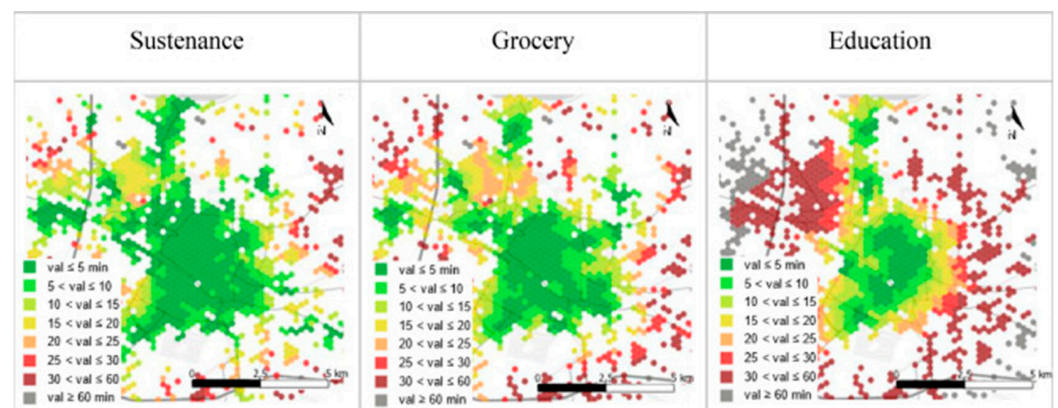 Sustenance
Grocery
Education
N
val ≤ 5 min
5 < val ≤ 10
10 < val ≤ 15
15 < val ≤ 20
20 < val ≤ 25
25 < val ≤ 30
30 < val ≤ 60
val ≥ 60 min
0 2,5 5 km
N
val ≤ 5 min
5 < val ≤ 10
10 < val ≤ 15
15 < val ≤ 20
20 < val ≤ 25
25 < val ≤ 30
30 < val ≤ 60
val ≥ 60 min
0 2,5 5 km
N
val ≤ 5 min
5 < val ≤ 10
10 < val ≤ 15
15 < val ≤ 20
20 < val ≤ 25
25 < val ≤ 30
30 < val ≤ 60
val ≥ 60 min
0 2,5 5 km